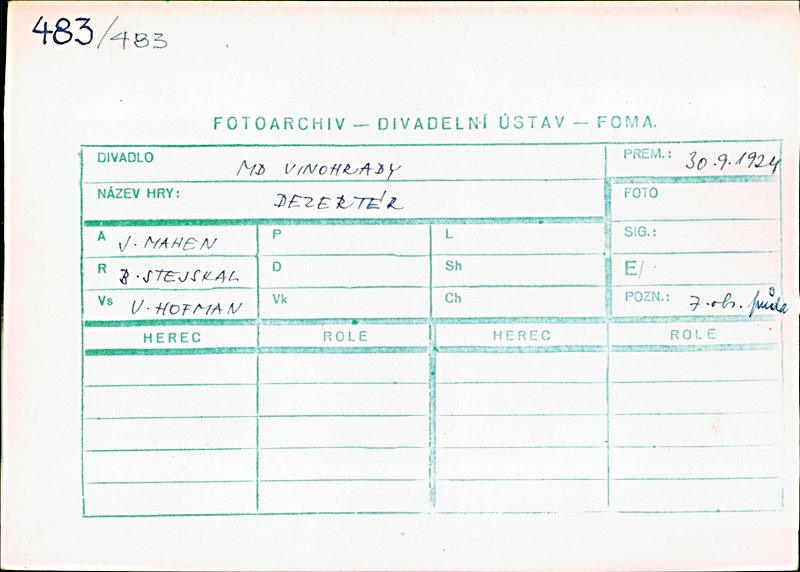 483/483
FOTOARCHIV — DIVADELNÍ ÚSTAV — FOMA.
DIVADLO MD VINOHRADY PREM.: 30.9.1924
NÁZEV HRY: DEZERTÉR FOTO
A J. MAHEN P L SIG.:
R B. STEJSKAL D Sh E/
Vs V. HOFMAN Vk Ch POZN.: 7. ob. půda
HEREC ROLE HEREC ROLE